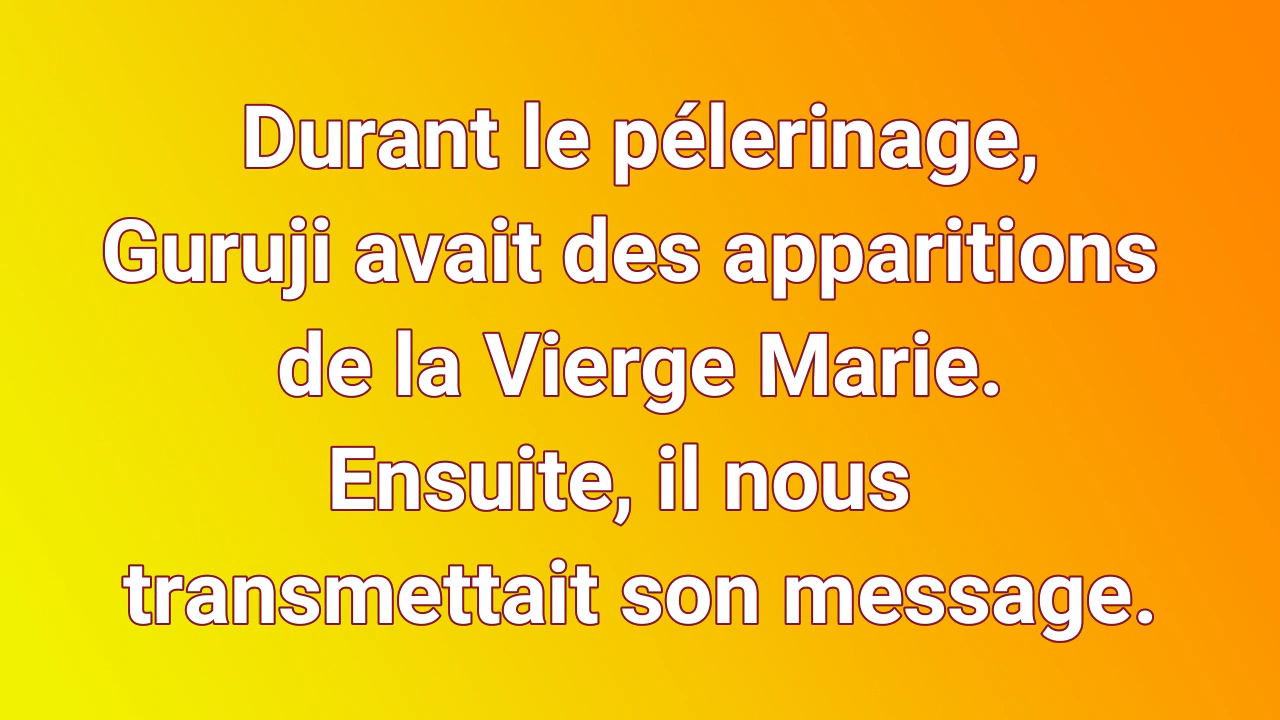 Durant le pélerinage,
Guruji avait des apparitions
de la Vierge Marie.
Ensuite, il nous
transmettait son message.